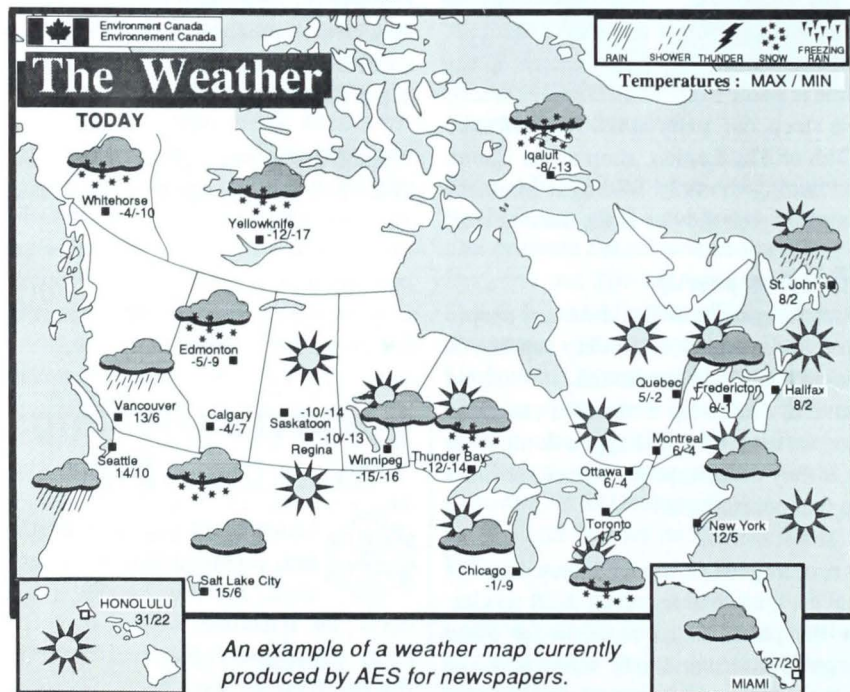 Environment Canada
Environnement Canada
The Weather
RAIN SHOWER THUNDER SNOW FREEZING RAIN
Temperatures : MAX / MIN
TODAY
Whitehorse
-4/-10
Yellowknife
-12/-17
Iqaluit
-8/-13
St. John's
8/2
Edmonton
-5/-9
Vancouver
13/6
Calgary
-4/-7
-10/-14
Saskatoon
-10/-13
Regina
Winnipeg
-15/-16
Thunder Bay
-12/-14
Quebec
5/-2
Fredericton
6/-1
Halifax
8/2
Montreal
6/-4
Ottawa
6/-4
Toronto
4/-5
New York
12/5
Seattle
14/10
Salt Lake City
15/6
Chicago
-1/-9
HONOLULU
31/22
27/20
MIAMI
An example of a weather map currently
produced by AES for newspapers.